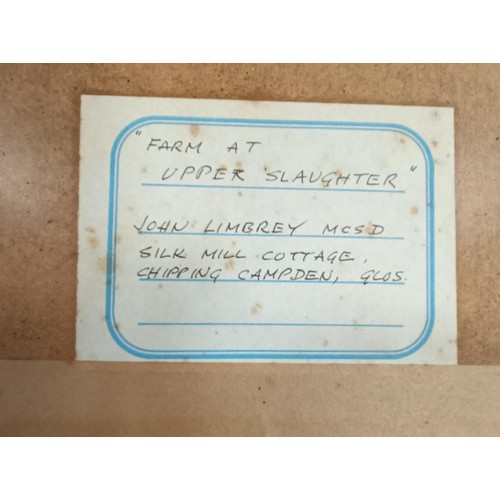 "FARM AT
UPPER SLAUGHTER"
JOHN LIMBREY MCSD
SILK MILL COTTAGE,
CHIPPING CAMPDEN, GLOS.